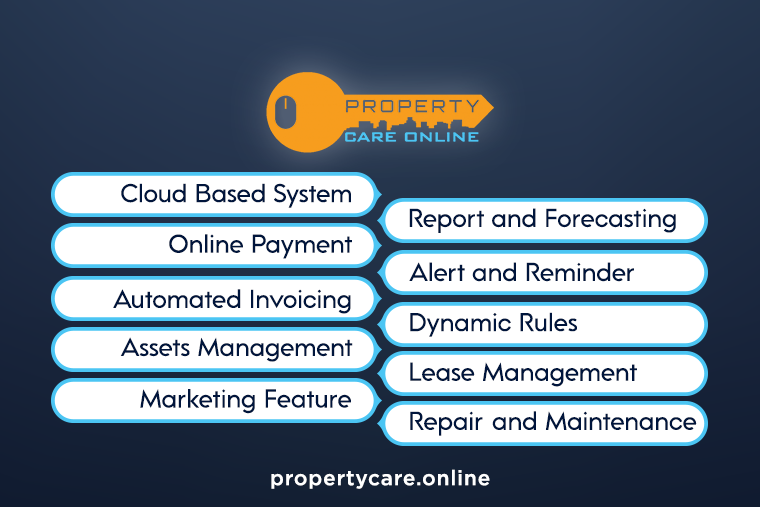 PROPERTY
CARE ONLINE
Cloud Based System
Report and Forecasting
Online Payment
Alert and Reminder
Automated Invoicing
Dynamic Rules
Assets Management
Lease Management
Marketing Feature
Repair and Maintenance
propertycare.online